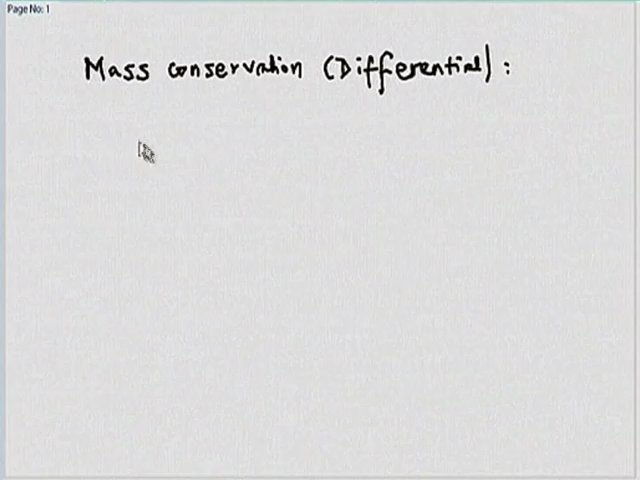 Page No: 1
Mass conservation (Differential) :